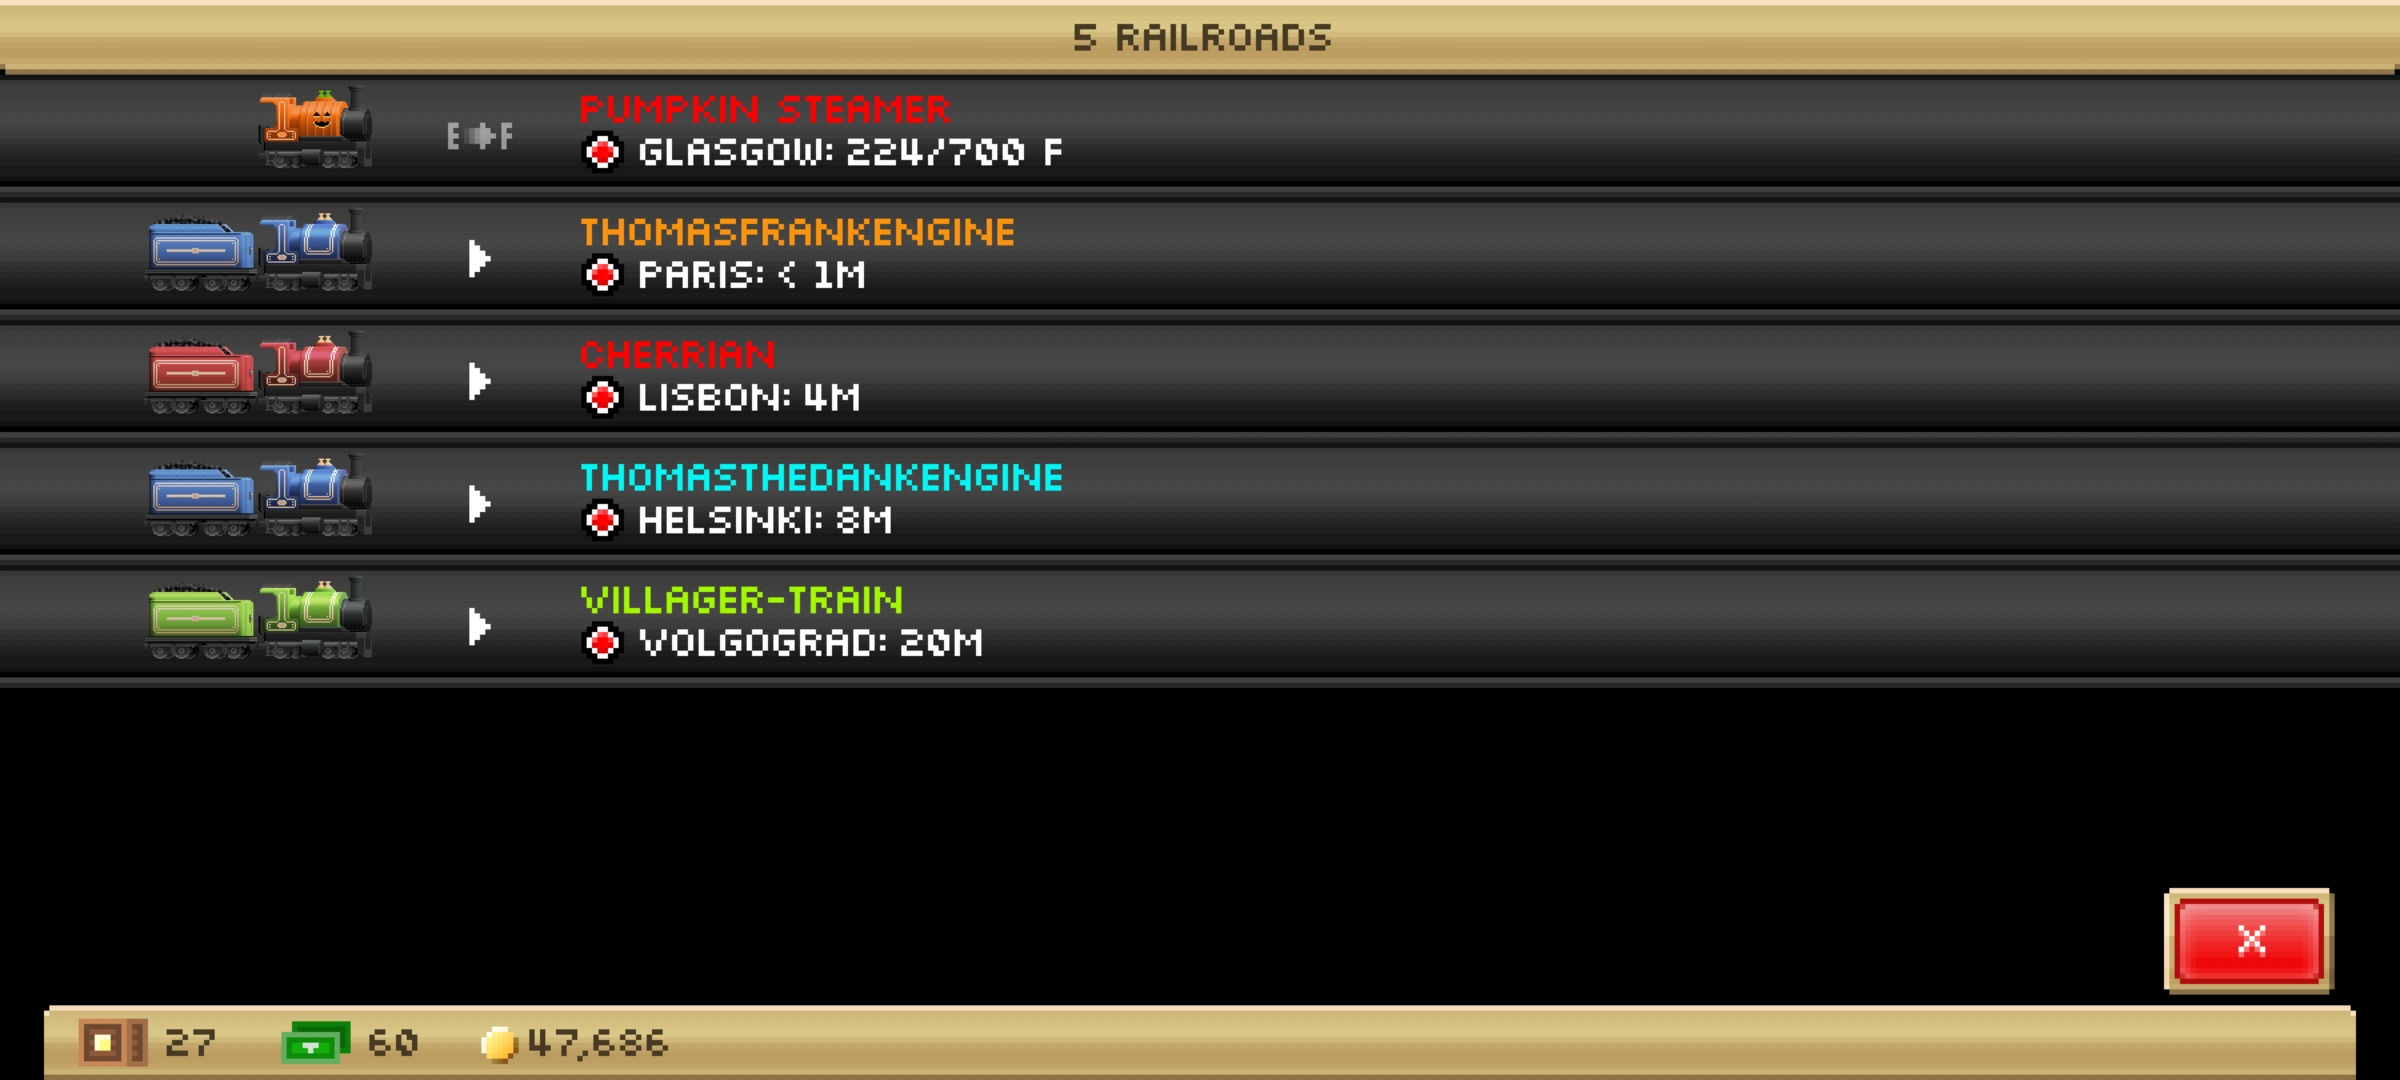 5 RAILROADS
E F
PUMPKIN STEAMER
GLASGOW: 224/700 F
THOMASFRANKENGINE
PARIS: < 1M
CHERRIAN
LISBON: 4M
THOMASTHEDANKENGINE
HELSINKI: 8M
VILLAGER-TRAIN
VOLGOGRAD: 20M
X
27 60 47,686